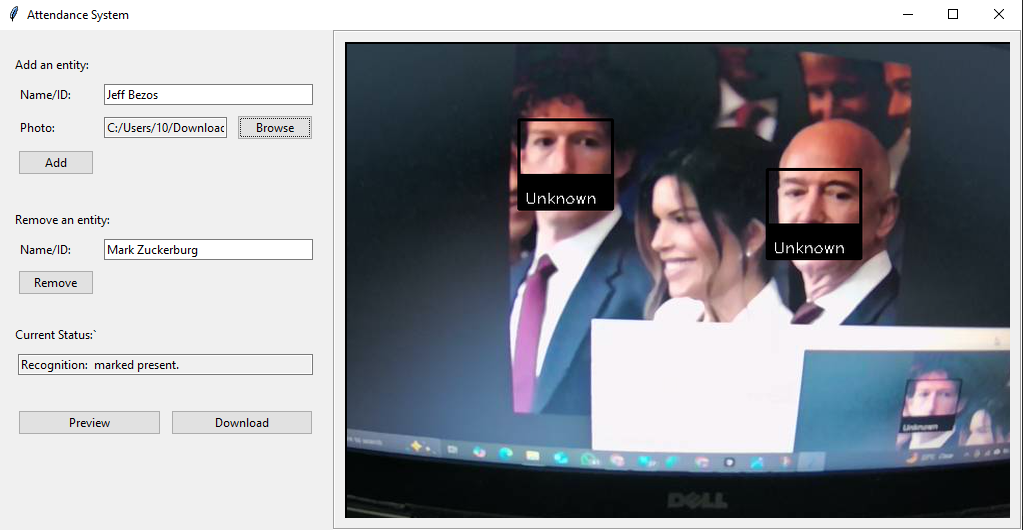 Attendance System
Add an entity:
Name/ID: Jeff Bezos
Photo: C:/Users/10/Downloac Browse
Add
Remove an entity:
Name/ID: Mark Zuckerburg
Remove
Current Status:`
Recognition:  marked present.
Preview Download
Unknown
Unknown
Unknown
DELL